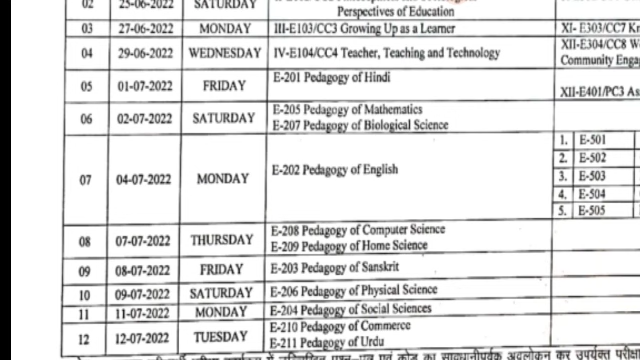 02 25-06-2022 SATURDAY
Perspectives of Education
03 27-06-2022 MONDAY III-E103/CC3 Growing Up as a Learner XI- E303/CC7 Kn
04 29-06-2022 WEDNESDAY IV-E104/CC4 Teacher, Teaching and Technology XII-E304/CC8 W
Community Enga
05 01-07-2022 FRIDAY E-201 Pedagogy of Hindi
XII-E401/PC3 As
06 02-07-2022 SATURDAY E-205 Pedagogy of Mathematics
E-207 Pedagogy of Biological Science
07 04-07-2022 MONDAY E-202 Pedagogy of English
1. E-501
2. E-502
3. E-503
4. E-504
5. E-505
08 07-07-2022 THURSDAY E-208 Pedagogy of Computer Science
E-209 Pedagogy of Home Science
09 08-07-2022 FRIDAY E-203 Pedagogy of Sanskrit
10 09-07-2022 SATURDAY E-206 Pedagogy of Physical Science
11 11-07-2022 MONDAY E-204 Pedagogy of Social Sciences
12 12-07-2022 TUESDAY E-210 Pedagogy of Commerce
E-211 Pedagogy of Urdu